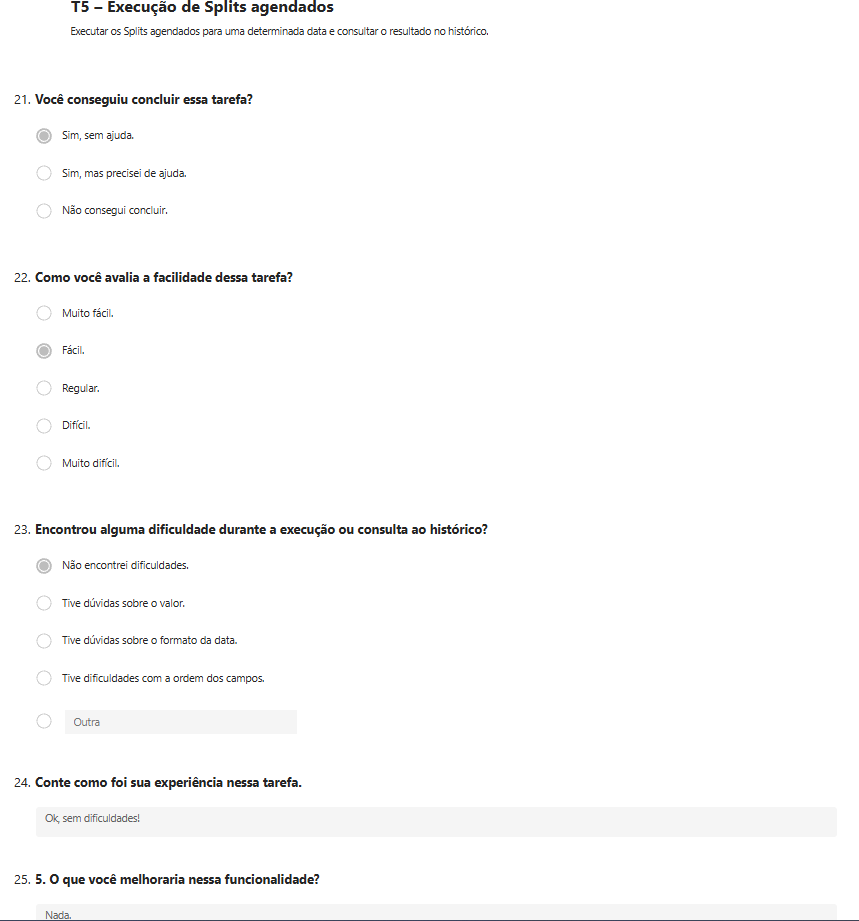 T5 – Execução de Splits agendados
Executar os Splits agendados para uma determinada data e consultar o resultado no histórico.
21. Você conseguiu concluir essa tarefa?
Sim, sem ajuda.
Sim, mas precisei de ajuda.
Não consegui concluir.
22. Como você avalia a facilidade dessa tarefa?
Muito fácil.
Fácil.
Regular.
Difícil.
Muito difícil.
23. Encontrou alguma dificuldade durante a execução ou consulta ao histórico?
Não encontrei dificuldades.
Tive dúvidas sobre o valor.
Tive dúvidas sobre o formato da data.
Tive dificuldades com a ordem dos campos.
Outra
24. Conte como foi sua experiência nessa tarefa.
Ok, sem dificuldades!
25. 5. O que você melhoraria nessa funcionalidade?
Nada.